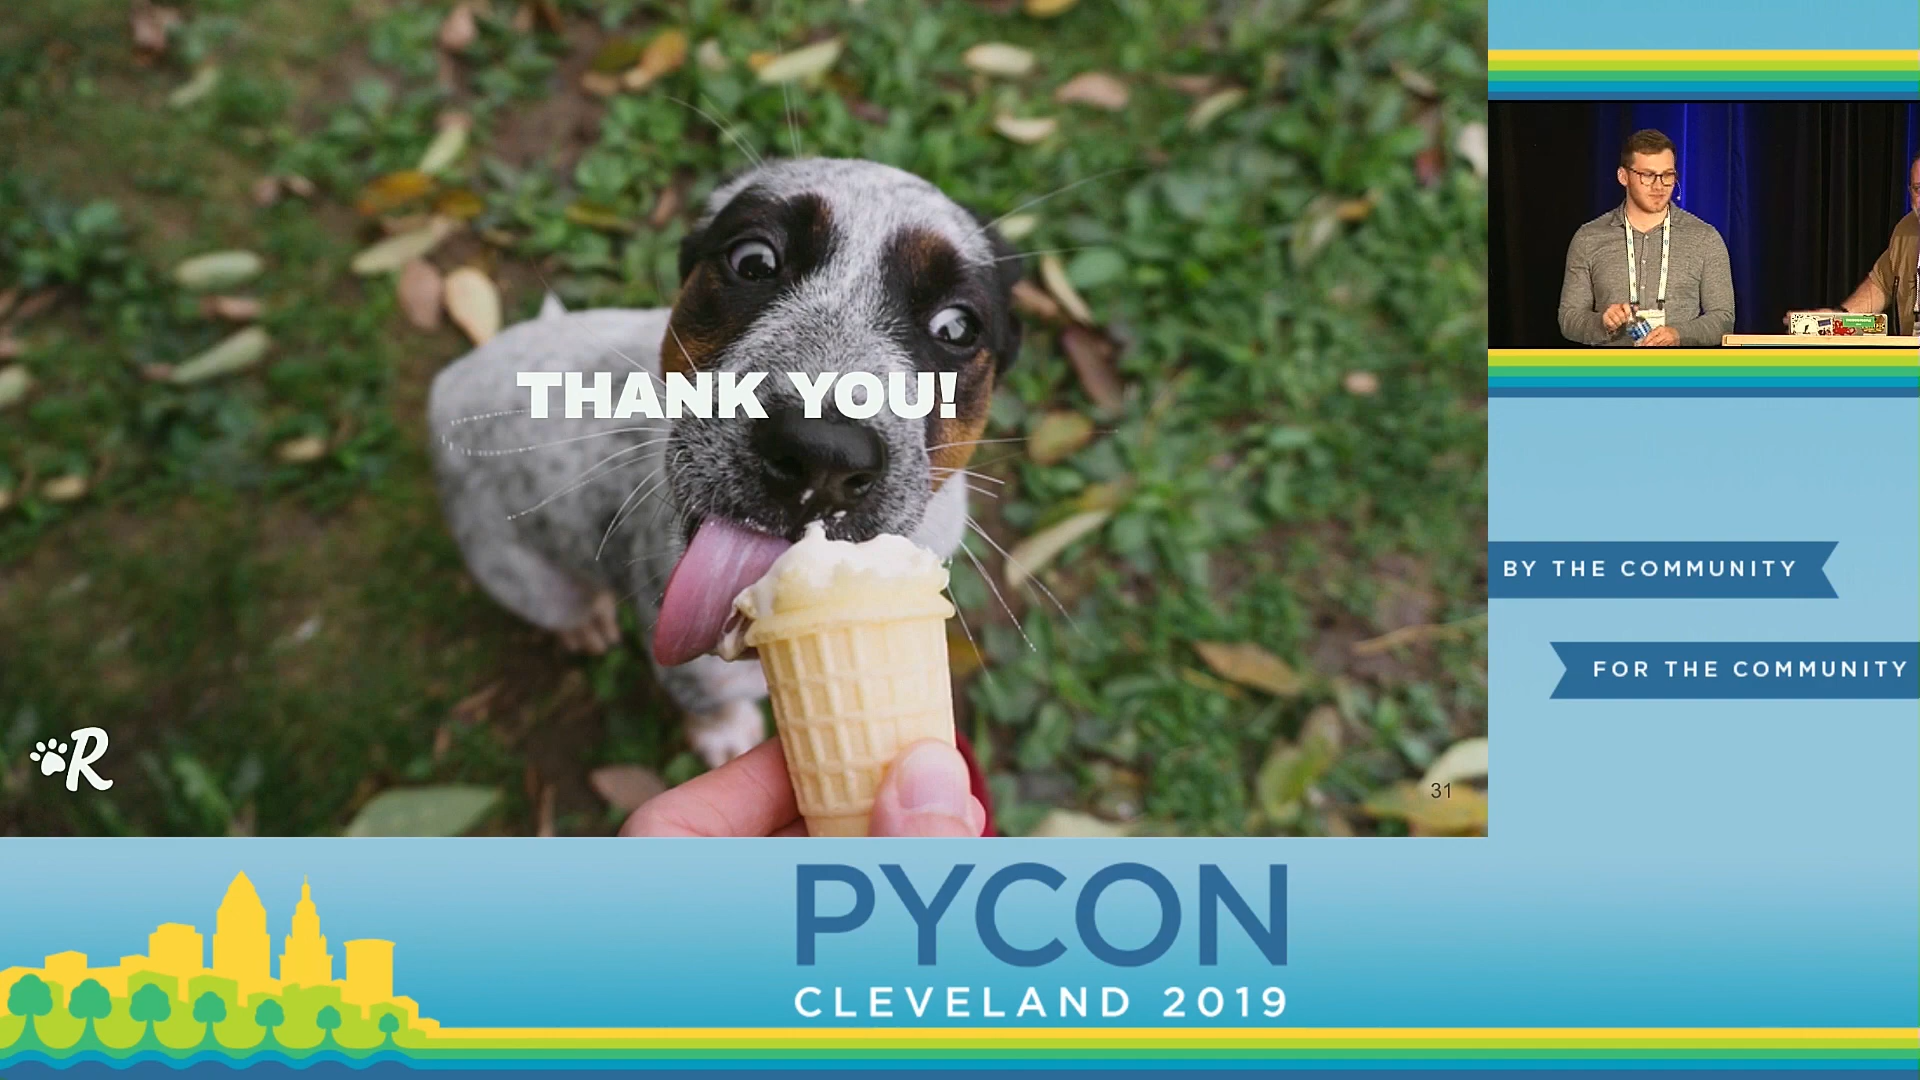 THANK YOU!
R
31
BY THE COMMUNITY
FOR THE COMMUNITY
PYCON
CLEVELAND 2019